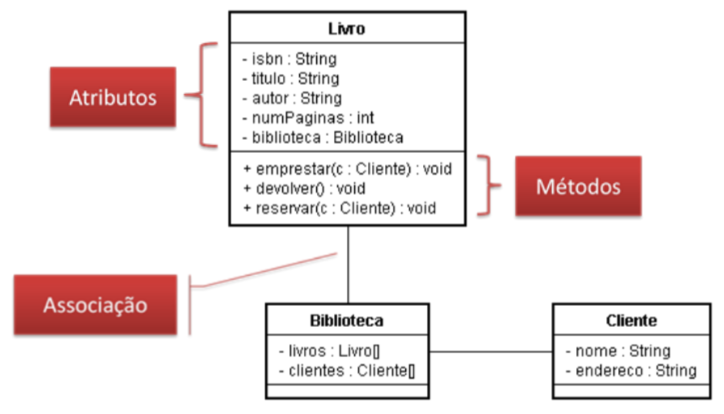 Livro
- isbn : String
- titulo : String
- autor : String
- numPaginas : int
- biblioteca : Biblioteca
+ emprestar(c : Cliente) : void
+ devolver() : void
+ reservar(c : Cliente) : void
Atributos
Métodos
Associação
Biblioteca
- livros : Livro[]
- clientes : Cliente[]
Cliente
- nome : String
- endereco : String